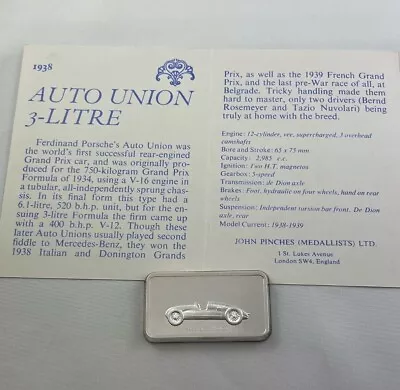 1938
AUTO UNION
3-LITRE
Ferdinand Porsche's Auto Union was
the world's first successful rear-engined
Grand Prix car, and was originally pro-
duced for the 750-kilogram Grand Prix
Formula of 1934, using a V-16 engine in
a tubular, all-independently sprung chas-
sis. In its final form this type had a
6.1-litre, 520 b.h.p. unit, but for the en-
suing 3-litre Formula the firm came up
with a 400 b.h.p. V-12. Though these
later Auto Unions usually played second
fiddle to Mercedes-Benz, they won the
1938 Italian and Donington Grands
Prix, as well as the 1939 French Grand
Prix, and the last pre-War race of all, at
Belgrade. Tricky handling made them
hard to master, only two drivers (Bernd
Rosemeyer and Tazio Nuvolari) being
truly at home with the breed.
Engine: 12-cylinder, vee, supercharged, 3 overhead
camshafts
Bore and Stroke: 65 x 75 mm
Capacity: 2,985 c.c.
Ignition: Two H.T. magnetos
Gearbox: 5-speed
Transmission: de Dion axle
Brakes: Foot, hydraulic on four wheels, hand on rear
wheels
Suspension: Independent torsion bar front. De Dion
axle, rear
Model Current: 1938-1939
JOHN PINCHES (MEDALLISTS) LTD.
1 St. Lukes Avenue
London SW4, England